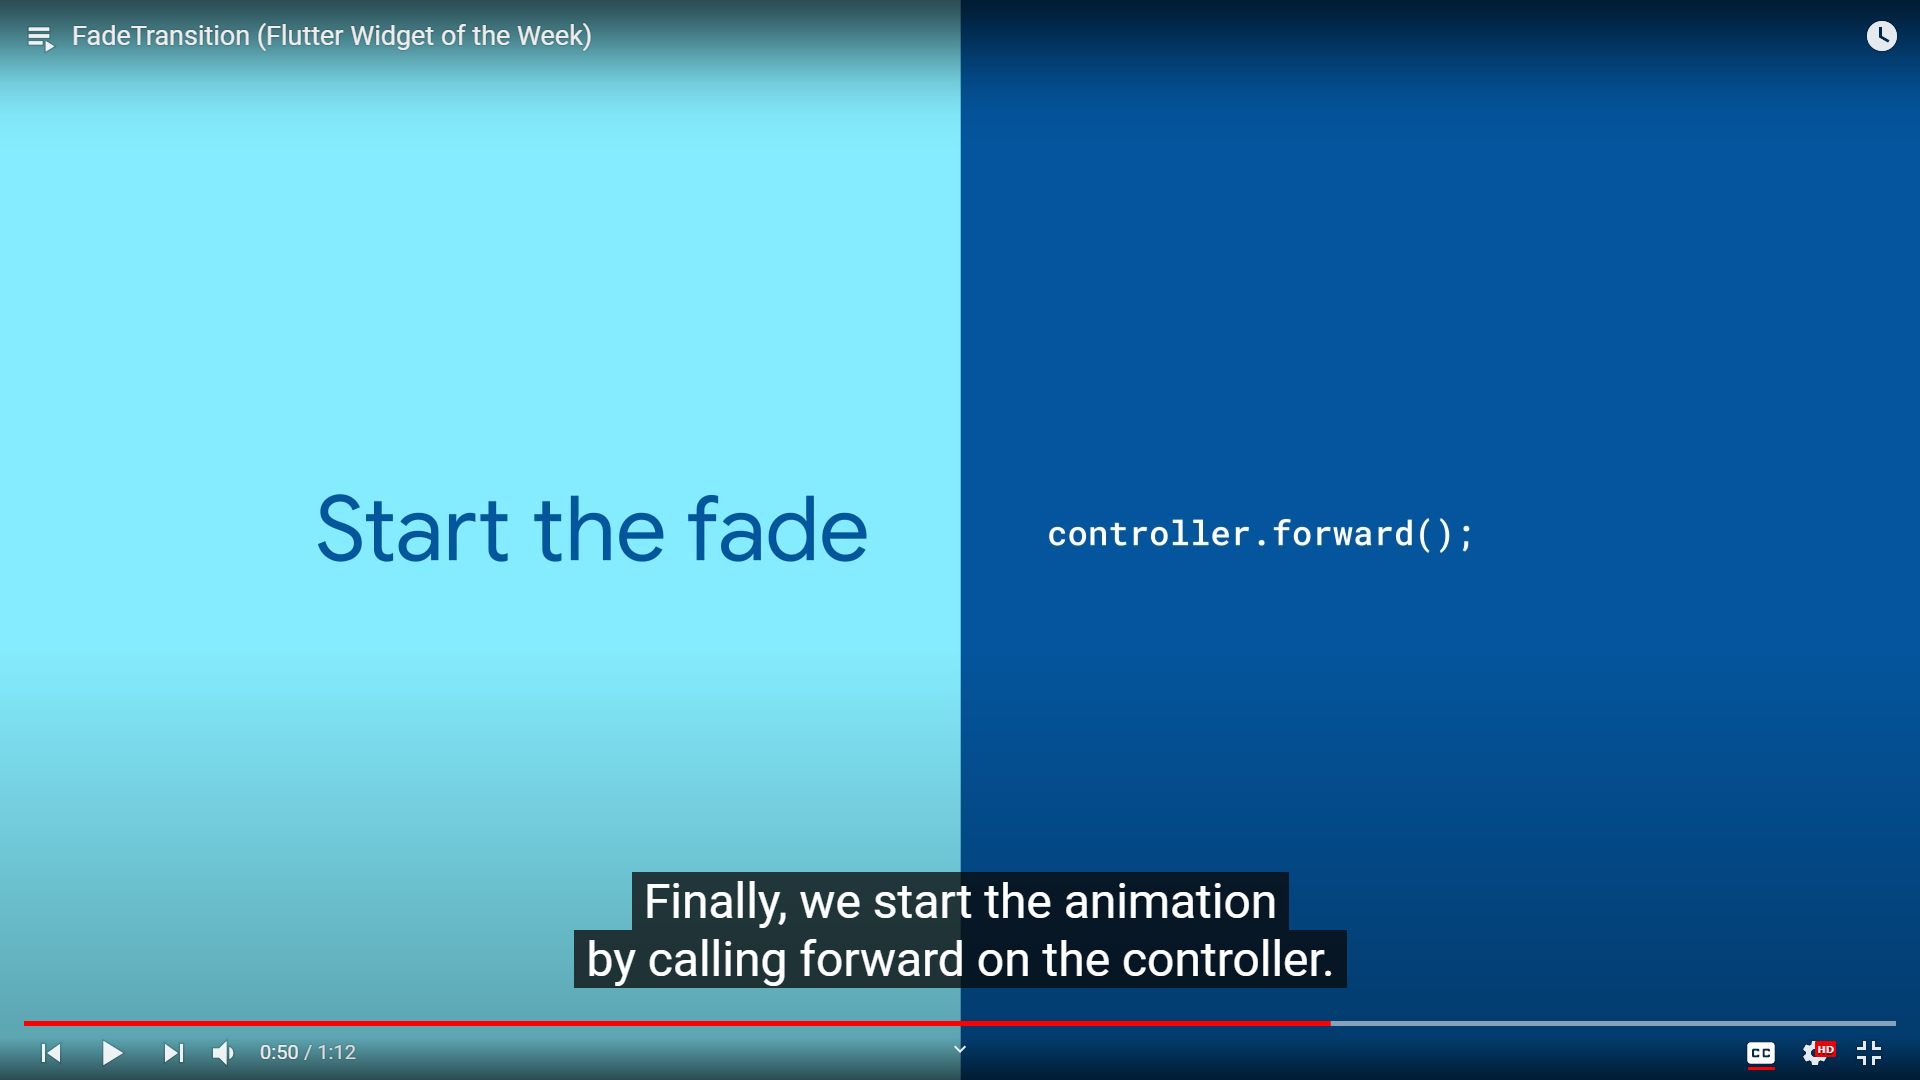 FadeTransition (Flutter Widget of the Week)
Start the fade
controller.forward();
Finally, we start the animation
by calling forward on the controller.
0:50 / 1:12
CC
HD